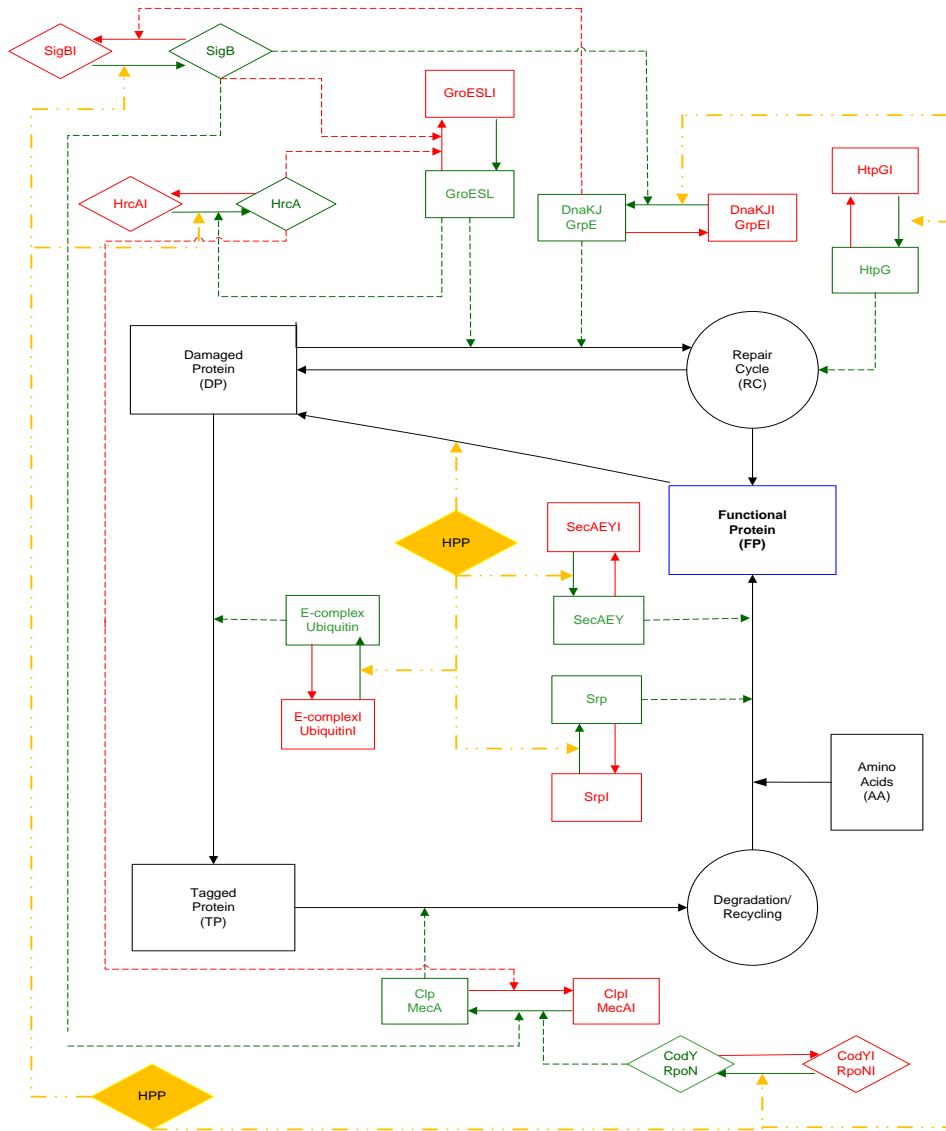 SigBI
SigB
GroESLI
GroESL
HrcAI
HrcA
DnaKJ
GrpE
DnaKJI
GrpEI
HtpGI
HtpG
Damaged
Protein
(DP)
Repair
Cycle
(RC)
Functional
Protein
(FP)
HPP
SecAEYI
SecAEY
E-complex
Ubiquitin
E-complexI
UbiquitinI
Srp
SrpI
Amino
Acids
(AA)
Tagged
Protein
(TP)
Degradation/
Recycling
Clp
MecA
ClpI
MecAI
CodY
RpoN
CodYI
RpoNI
HPP